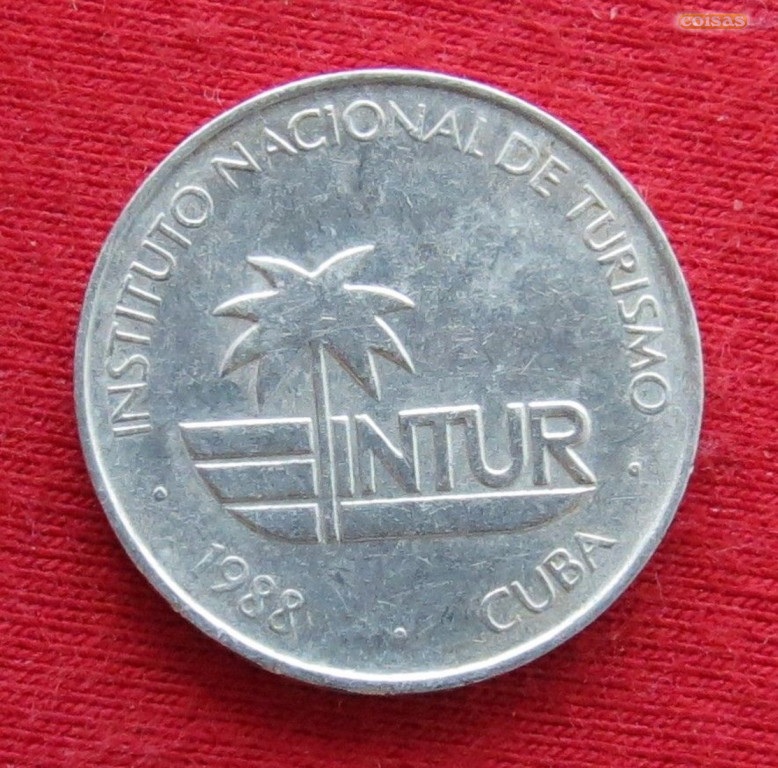 coisas
INSTITUTO NACIONAL DE TURISMO
INTUR
1988 · CUBA